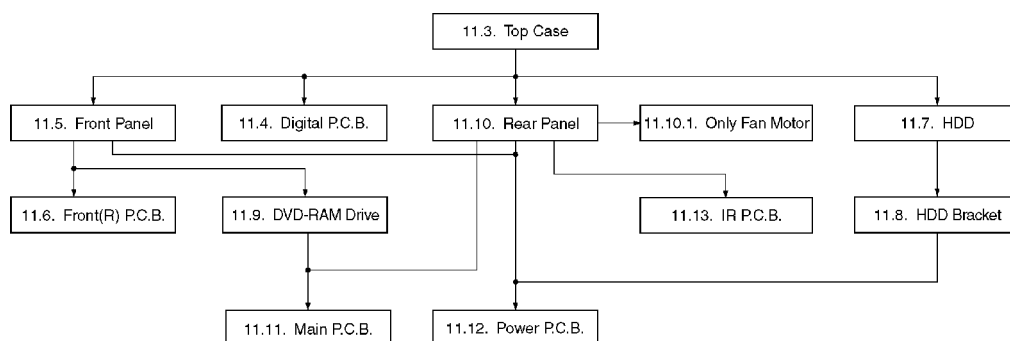 11.3. Top Case
11.5. Front Panel
11.4. Digital P.C.B.
11.10. Rear Panel
11.10.1. Only Fan Motor
11.7. HDD
11.6. Front(R) P.C.B.
11.9. DVD-RAM Drive
11.13. IR P.C.B.
11.8. HDD Bracket
11.11. Main P.C.B.
11.12. Power P.C.B.